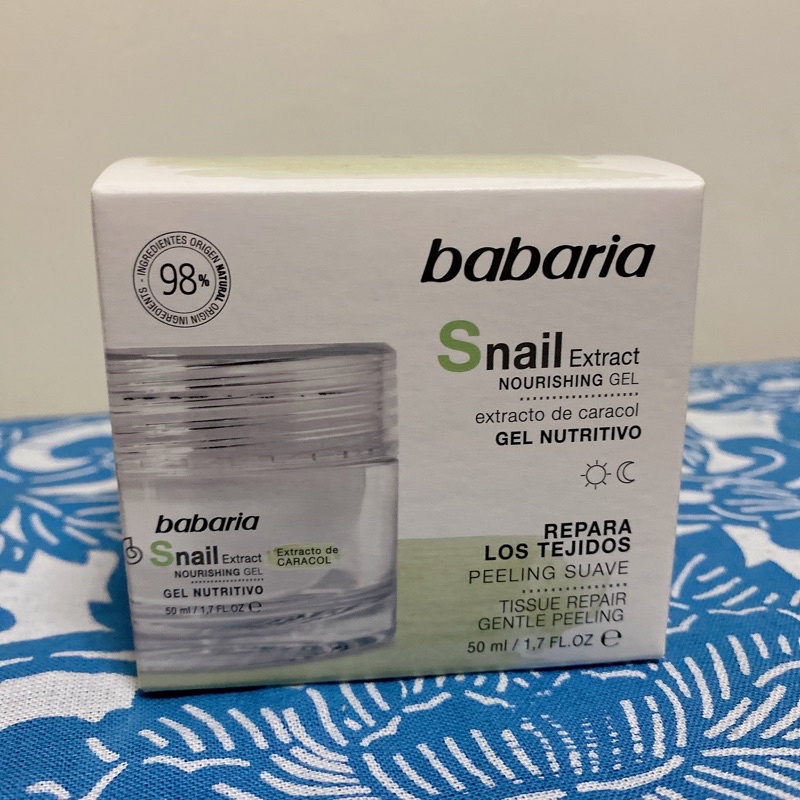 INGREDIENTES ORIGEN NATURAL ORIGIN INGREDIENTS -
98%
babaria
Snail Extract
NOURISHING GEL
extracto de caracol
GEL NUTRITIVO
REPARA
LOS TEJIDOS
PEELING SUAVE
TISSUE REPAIR
GENTLE PEELING
50 ml / 1,7 FL.OZ ℮
babaria
Snail Extract
NOURISHING GEL
GEL NUTRITIVO
50 ml / 1,7 FL.OZ ℮
Extracto de
CARACOL